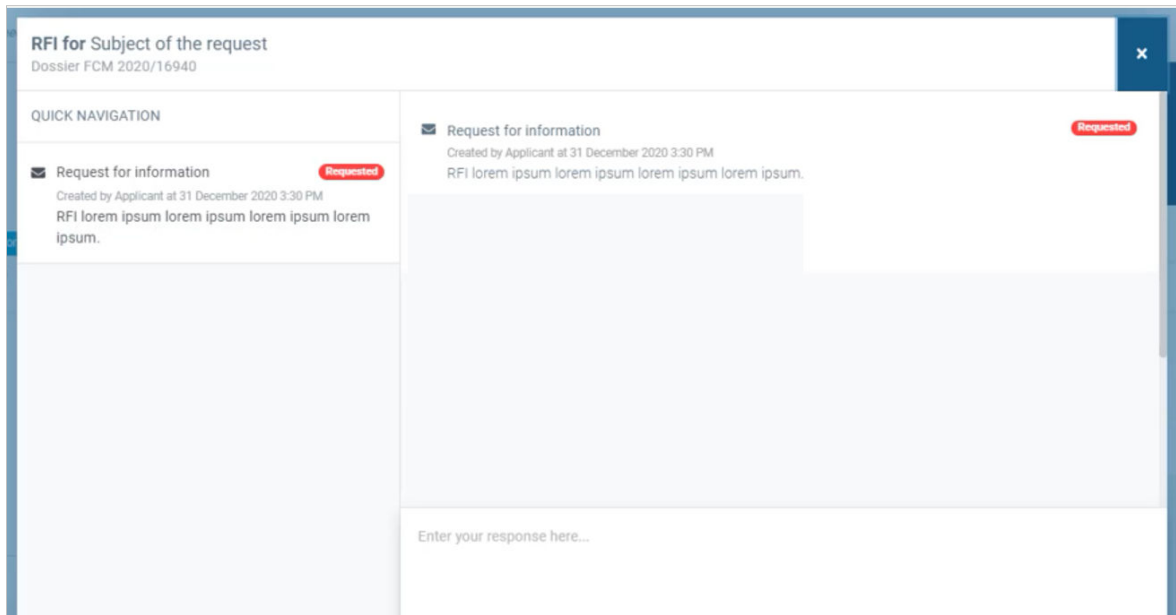 RFI for Subject of the request
Dossier FCM 2020/16940
QUICK NAVIGATION
Request for information Requested
Created by Applicant at 31 December 2020 3:30 PM
RFI lorem ipsum lorem ipsum lorem ipsum lorem
ipsum.
Request for information Requested
Created by Applicant at 31 December 2020 3:30 PM
RFI lorem ipsum lorem ipsum lorem ipsum lorem ipsum.
Enter your response here...